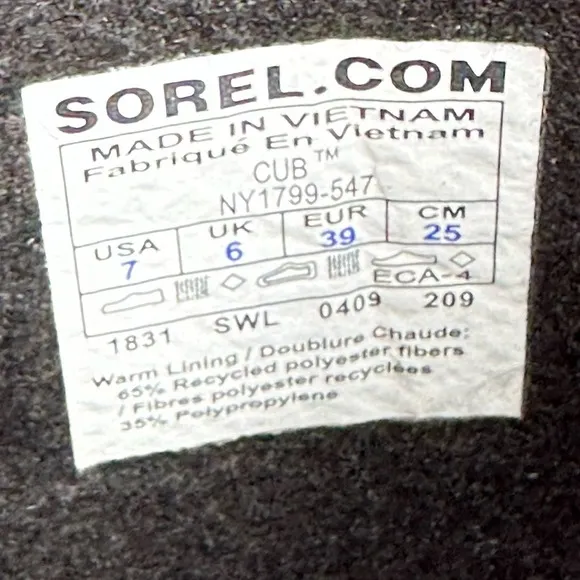 SOREL.COM
MADE IN VIETNAM
Fabriqué En Vietnam
CUB™
NY1799-547
USA UK EUR CM
7 6 39 25
ECA-4
1831 SWL 0409 209
Warm Lining / Doublure Chaude:
65% Recycled polyester fibers
/ Fibres polyester recyclées
35% Polypropylene